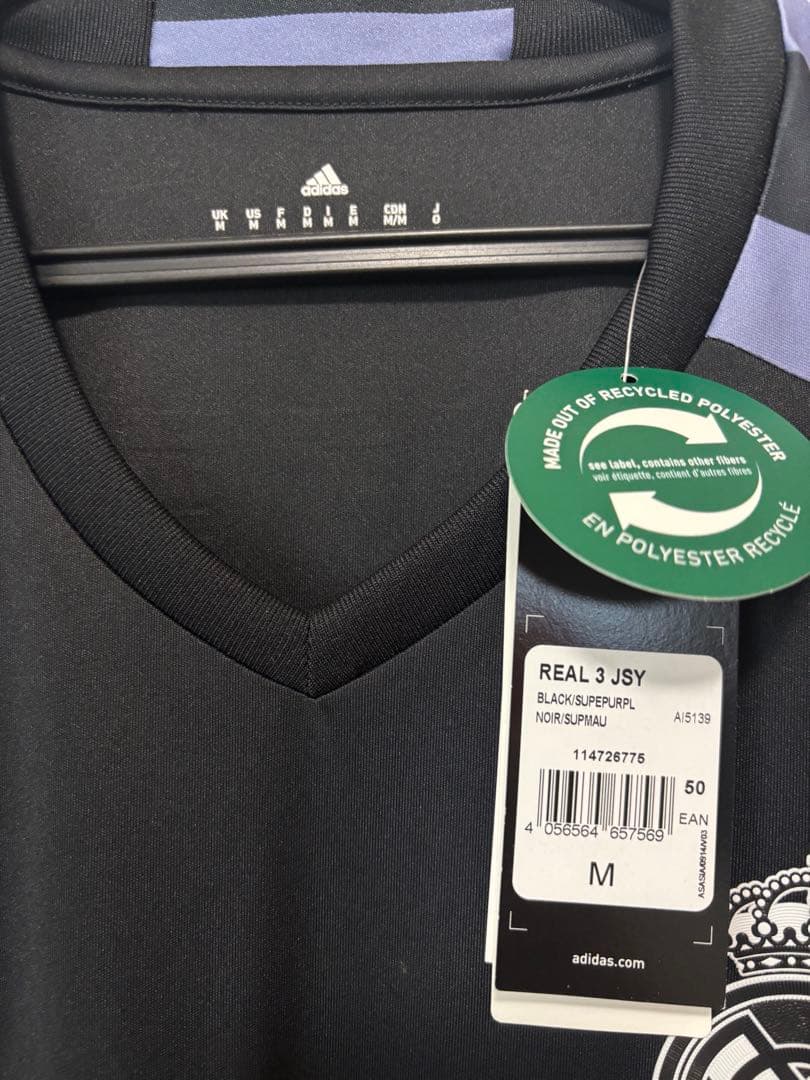 adidas
UK US F D I E CDN J
M M M M M M M/M O
MADE OUT OF RECYCLED POLYESTER
see label, contains other fibers
voir étiquette, contient d'autres fibres
EN POLYESTER RECYCLÉ
REAL 3 JSY
BLACK/SUPEPURPL
NOIR/SUPMAU AI5139
114726775
50
EAN
4 056564 657569
M
adidas.com